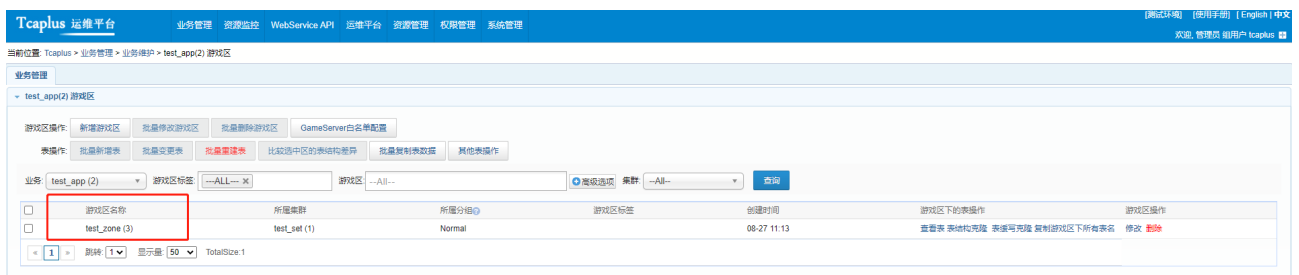 Tcaplus 运维平台 业务管理 资源监控 WebService API 运维平台 资源管理 权限管理 系统管理 [测试环境] [使用手册] [ English | 中文
欢迎, 管理员 组用户 tcaplus
当前位置: Tcaplus > 业务管理 > 业务维护 > test_app(2) 游戏区
业务管理
test_app(2) 游戏区
游戏区操作: 新增游戏区 批量修改游戏区 批量删除游戏区 GameServer白名单配置
表操作: 批量新增表 批量变更表 批量重建表 比较选中区的表结构差异 批量复制表数据 其他表操作
业务: test_app (2) 游戏区标签: ---ALL--- × 游戏区: --All-- 高级选项 集群: --All-- 查询
游戏区名称 所属集群 所属分组 游戏区标签 创建时间 游戏区下的表操作 游戏区操作
test_zone (3) test_set (1) Normal 08-27 11:13 查看表 表结构克隆 表缩写克隆 复制游戏区下所有表名 修改 删除
« 1 » 跳转: 1 显示量: 50 TotalSize:1